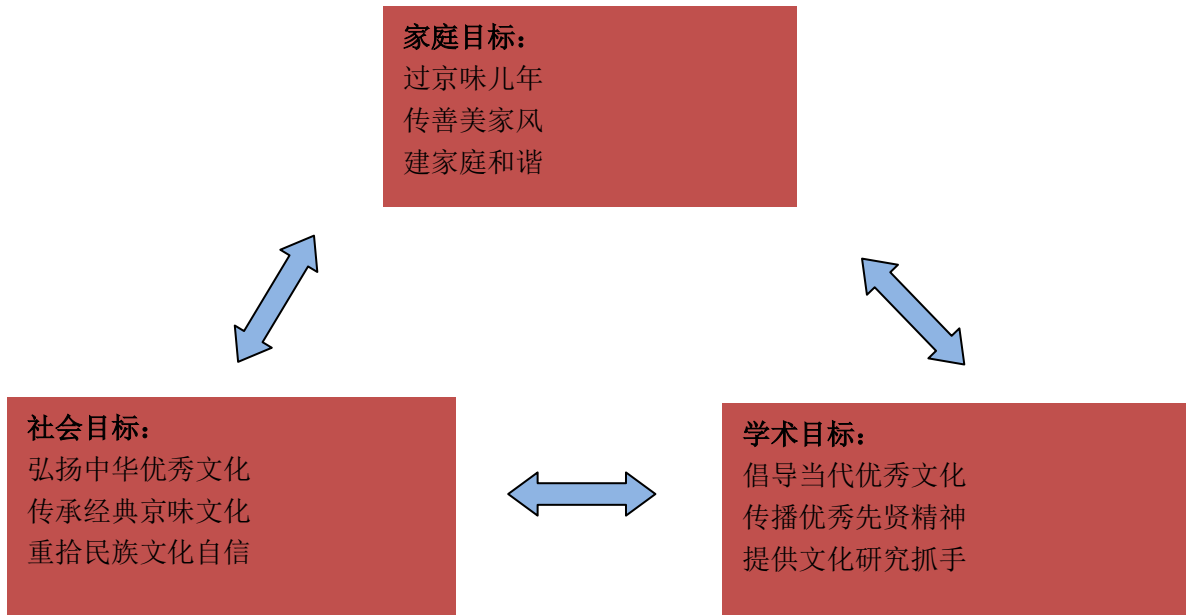 家庭目标：
过京味儿年
传善美家风
建家庭和谐
社会目标：
弘扬中华优秀文化
传承经典京味文化
重拾民族文化自信
学术目标：
倡导当代优秀文化
传播优秀先贤精神
提供文化研究抓手